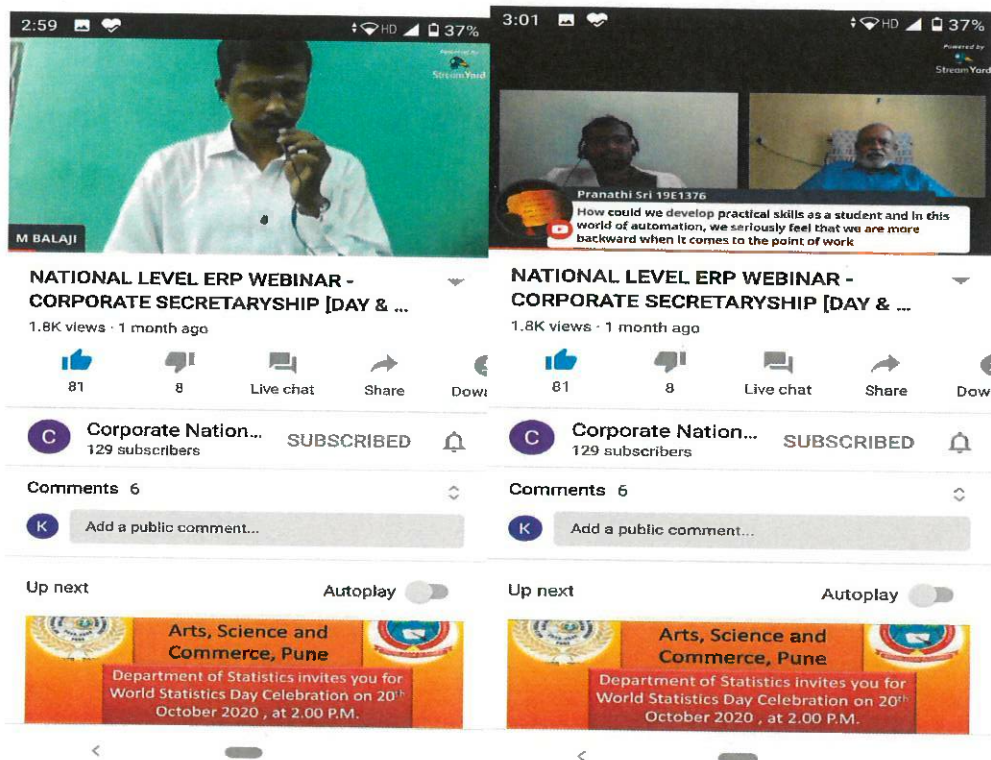 2:59
HD
37%
Powered by
StreamYard
M BALAJI
NATIONAL LEVEL ERP WEBINAR -
CORPORATE SECRETARYSHIP [DAY & ...
1.8K views · 1 month ago
81
8
Live chat
Share
Dow
C
Corporate Nation...
129 subscribers
SUBSCRIBED
Comments 6
K
Add a public comment...
Up next
Autoplay
Arts, Science and
Commerce, Pune
Department of Statistics invites you for
World Statistics Day Celebration on 20th
October 2020 , at 2.00 P.M.
3:01
HD
37%
Powered by
StreamYard
Pranathi Sri 19E1376
How could we develop practical skills as a student and in this
world of automation, we seriously feel that we are more
backward when it comes to the point of work
NATIONAL LEVEL ERP WEBINAR -
CORPORATE SECRETARYSHIP [DAY & ...
1.8K views · 1 month ago
81
8
Live chat
Share
Dow
C
Corporate Nation...
129 subscribers
SUBSCRIBED
Comments 6
K
Add a public comment...
Up next
Autoplay
Arts, Science and
Commerce, Pune
Department of Statistics invites you for
World Statistics Day Celebration on 20th
October 2020 , at 2.00 P.M.